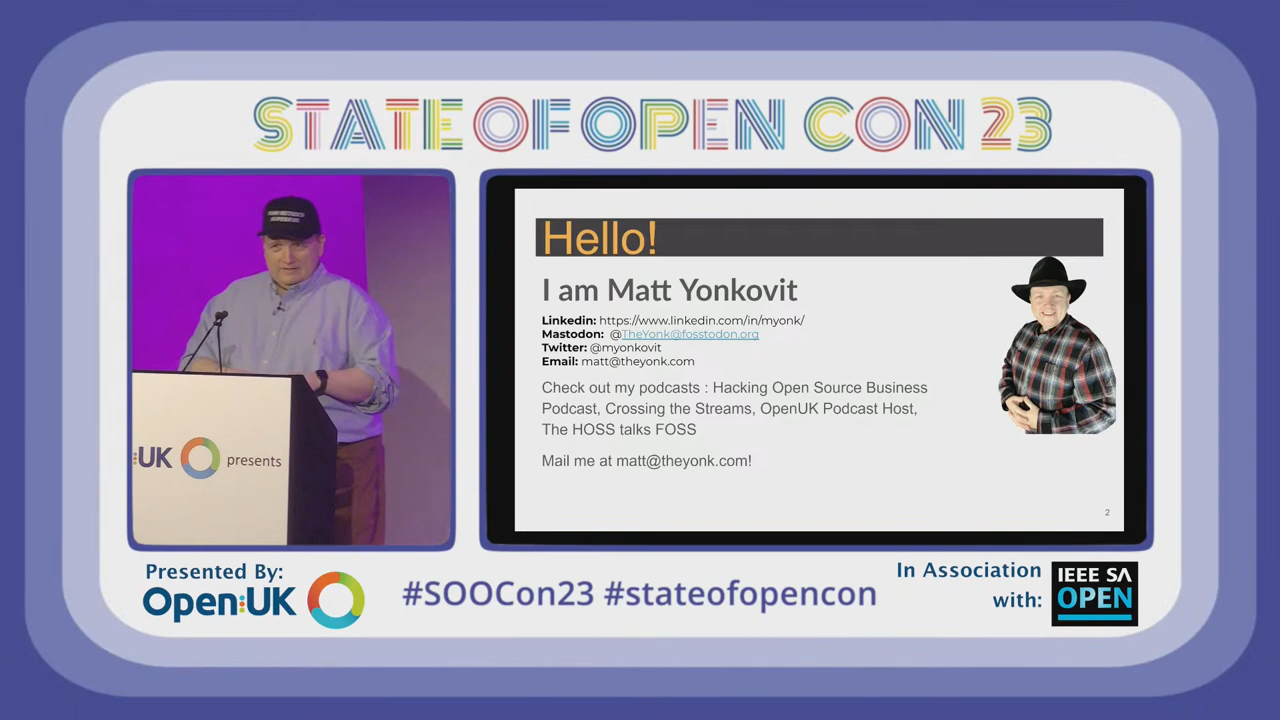 STATE OF OPEN CON 23
:UK presents
Hello!
I am Matt Yonkovit
Linkedin: https://www.linkedin.com/in/myonk/
Mastodon: @TheYonk@fosstodon.org
Twitter: @myonkovit
Email: matt@theyonk.com
Check out my podcasts : Hacking Open Source Business
Podcast, Crossing the Streams, OpenUK Podcast Host,
The HOSS talks FOSS
Mail me at matt@theyonk.com!
2
Presented By:
Open:UK
#SOOCon23 #stateofopencon
In Association
with:
IEEE SA
OPEN